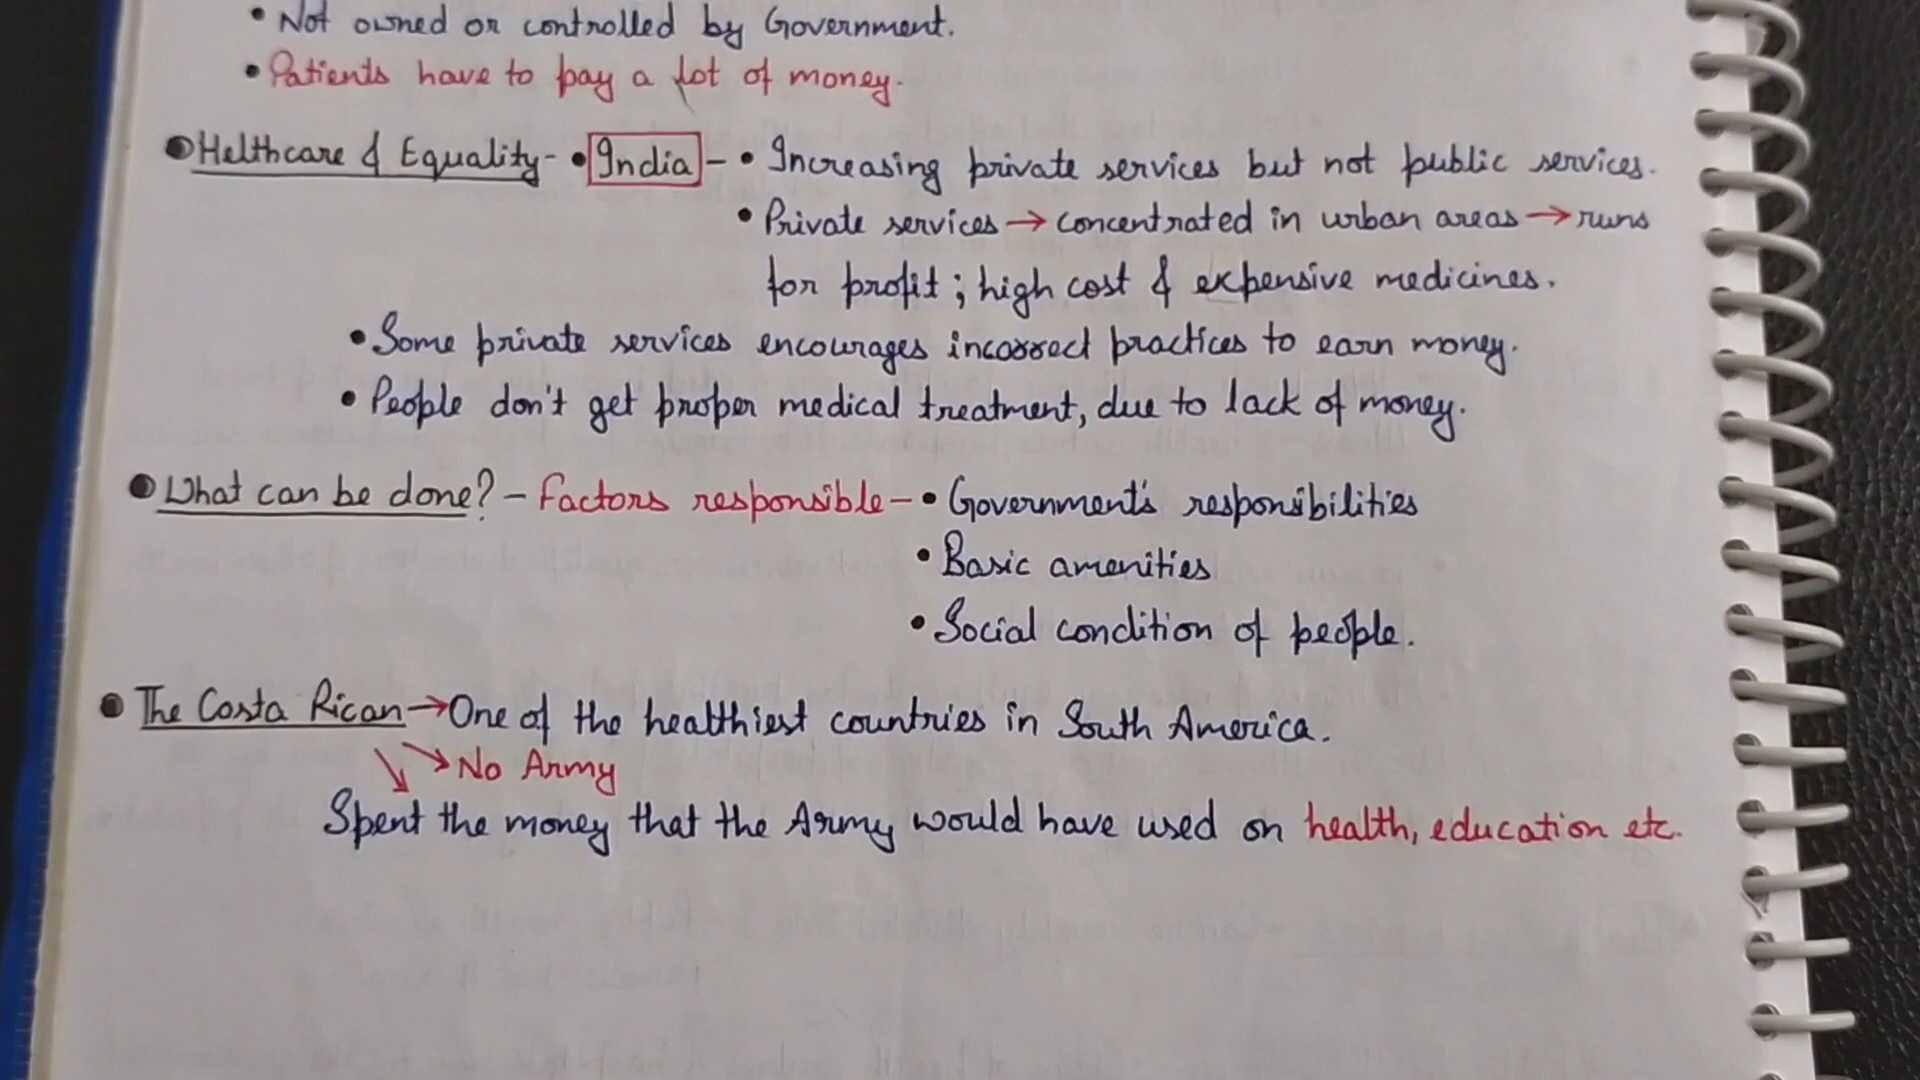 • Not owned or controlled by Government.
• Patients have to pay a lot of money.
• Helthcare & Equality - • India - • Increasing private services but not public services.
• Private services → concentrated in urban areas → runs
for profit ; high cost & expensive medicines.
• Some private services encourages incorrect practices to earn money.
• People don't get proper medical treatment, due to lack of money.
• What can be done? - Factors responsible - • Government's responsibilities
• Basic amenities
• Social condition of people.
• The Costa Rican → One of the healthiest countries in South America.
→ No Army
Spent the money that the Army would have used on health, education etc.